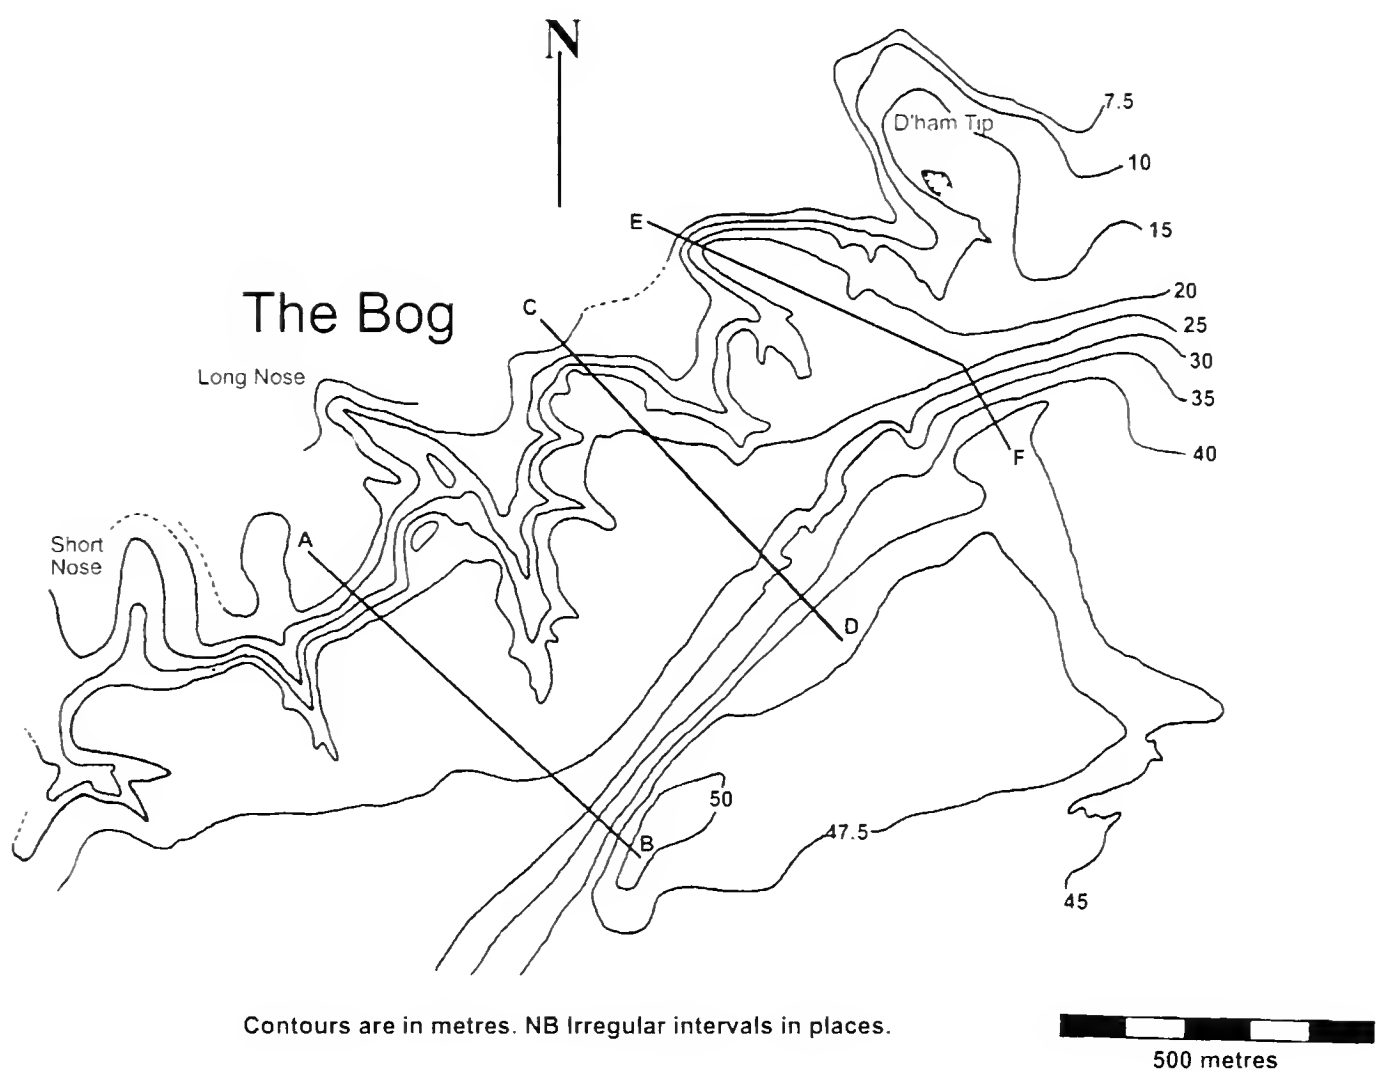 N
7.5
D'ham Tip
10
E
15
20
The Bog
C
25
30
Long Nose
35
40
F
Short
Nose
A
D
50
B
47.5
45
Contours are in metres. NB Irregular intervals in places.
500 metres